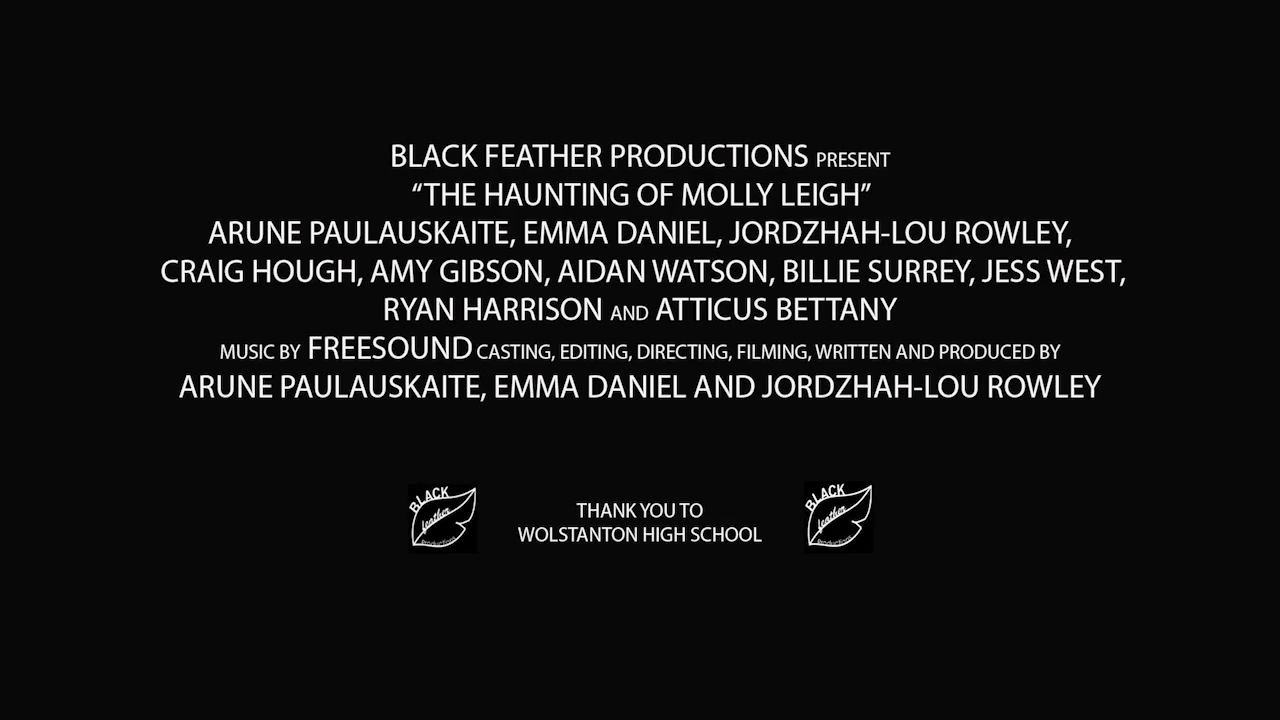 BLACK FEATHER PRODUCTIONS PRESENT
“THE HAUNTING OF MOLLY LEIGH”
ARUNE PAULAUSKAITE, EMMA DANIEL, JORDZHAH-LOU ROWLEY,
CRAIG HOUGH, AMY GIBSON, AIDAN WATSON, BILLIE SURREY, JESS WEST,
RYAN HARRISON AND ATTICUS BETTANY
MUSIC BY FREESOUND CASTING, EDITING, DIRECTING, FILMING, WRITTEN AND PRODUCED BY
ARUNE PAULAUSKAITE, EMMA DANIEL AND JORDZHAH-LOU ROWLEY
BLACK
feather
productions
THANK YOU TO
WOLSTANTON HIGH SCHOOL
BLACK
feather
productions